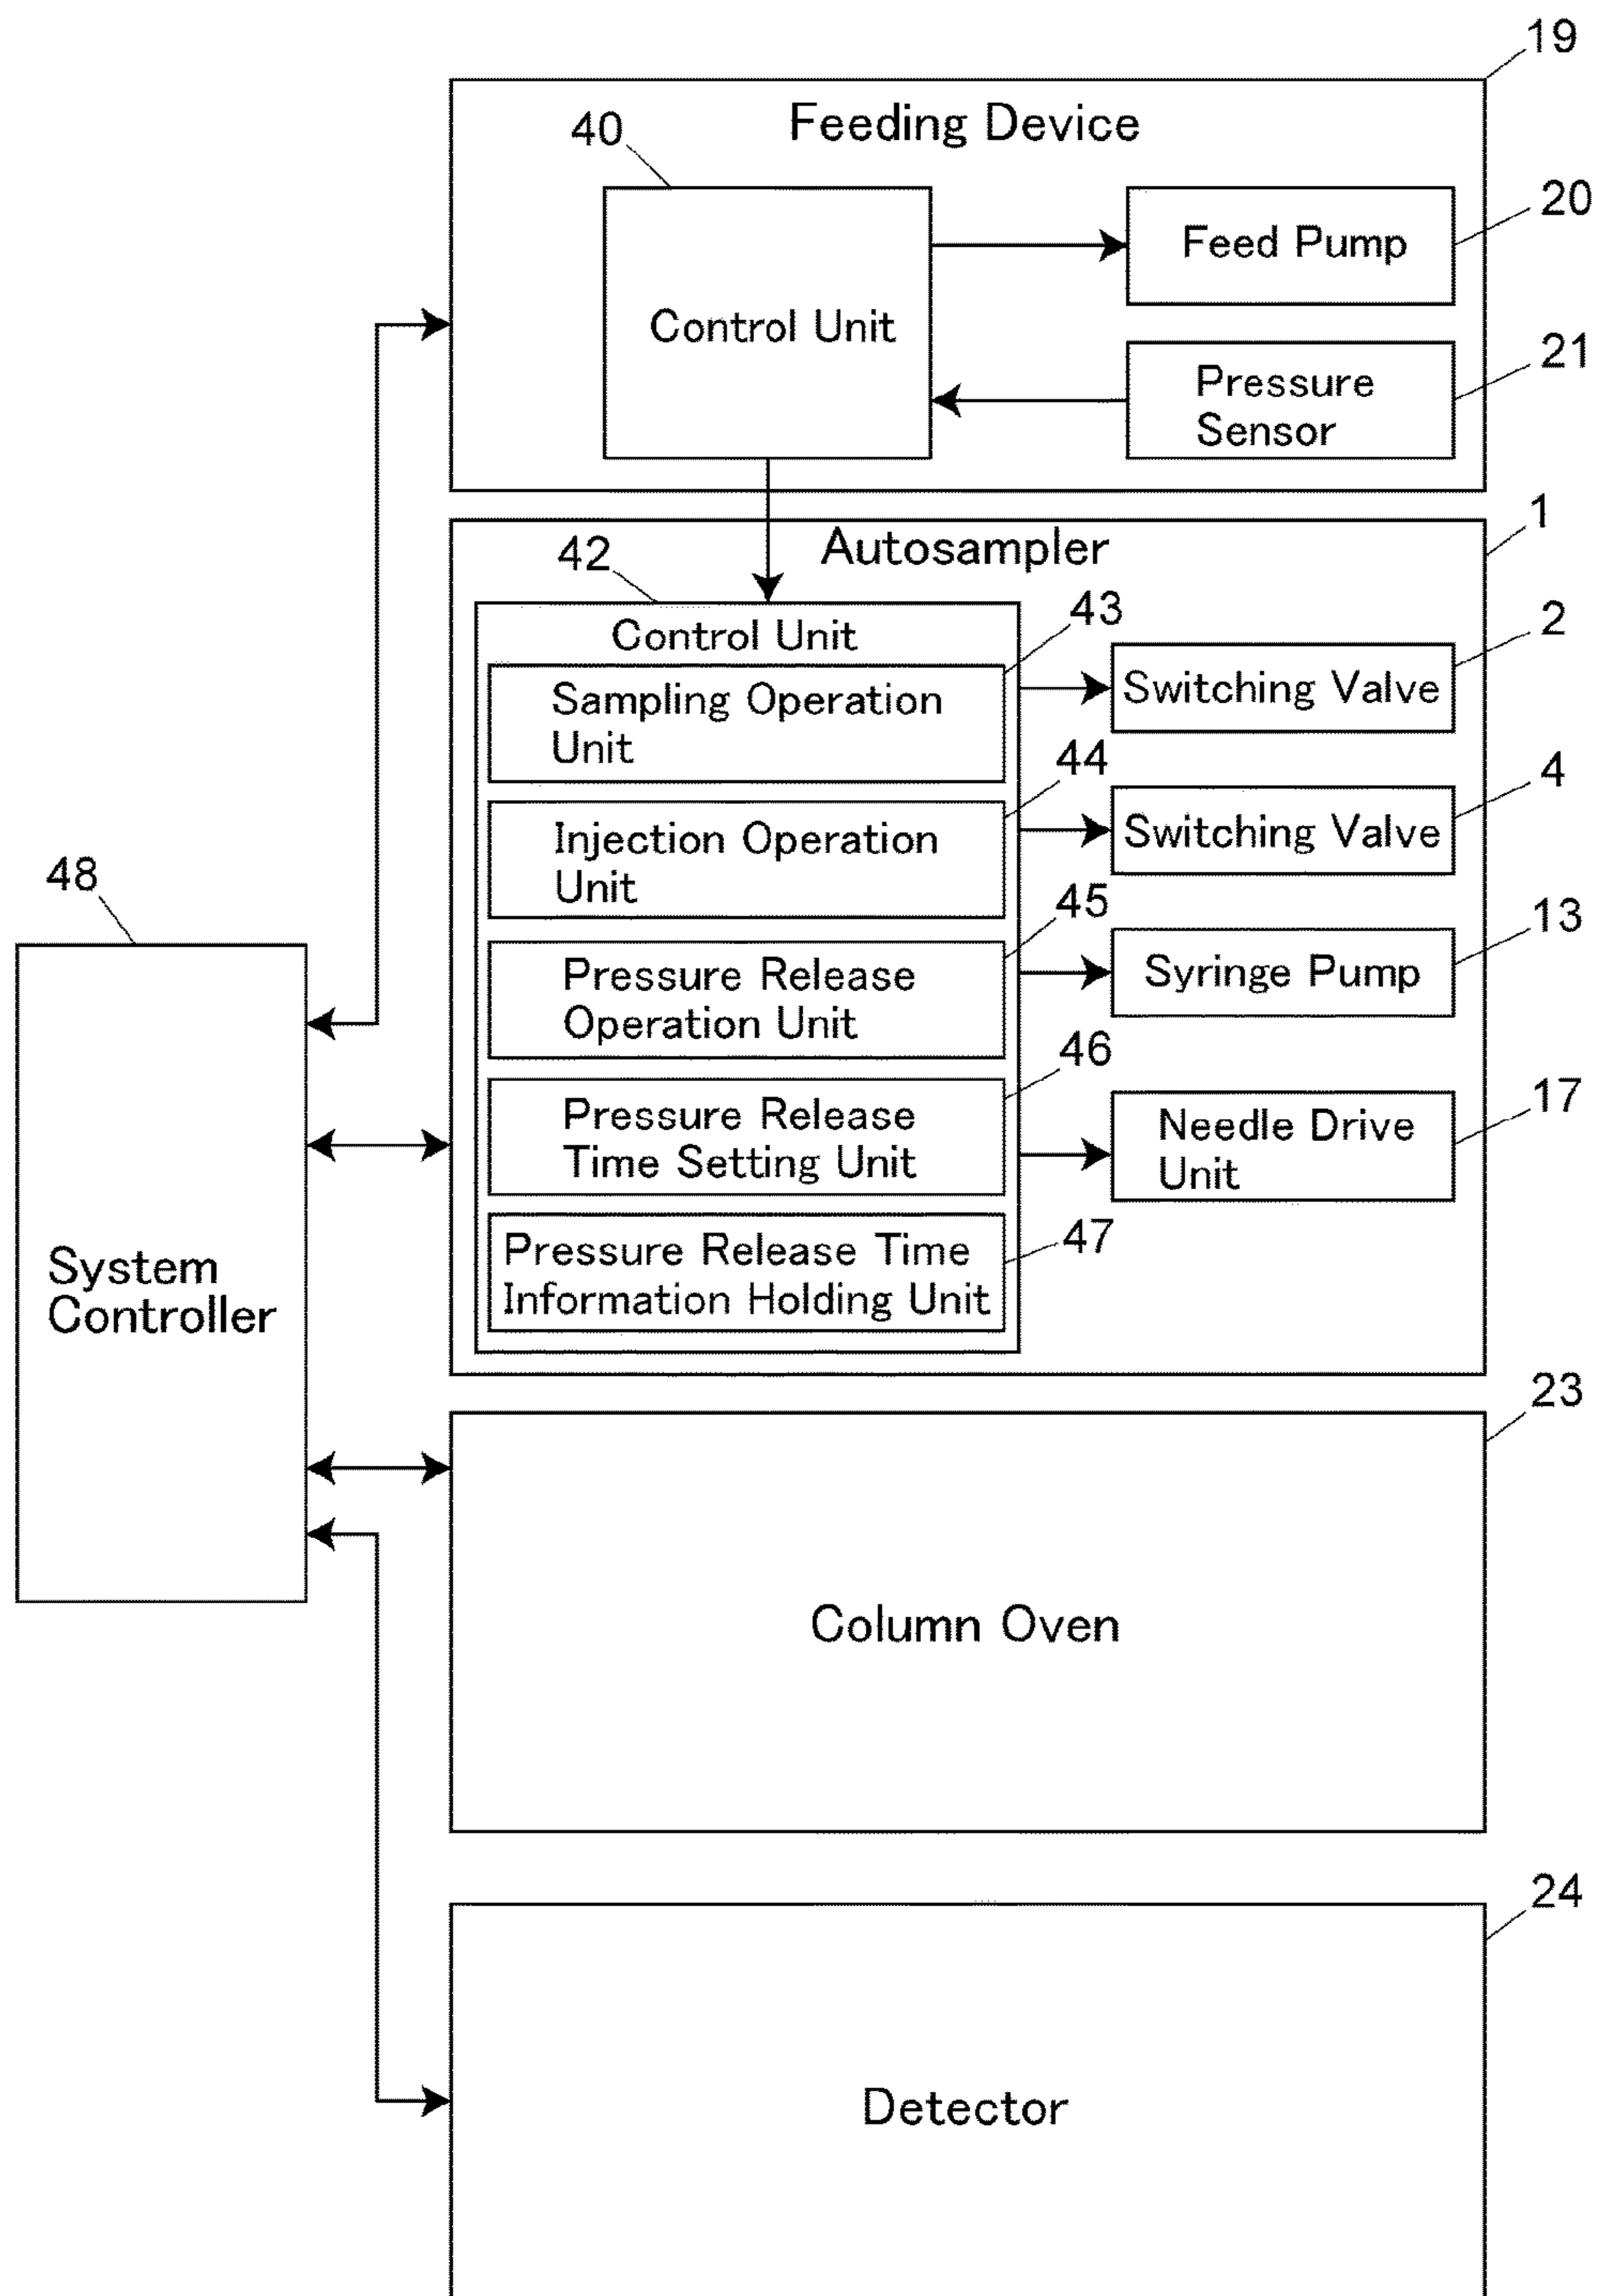 19
Feeding Device
40
20
Feed Pump
Control Unit
21
Pressure
Sensor
1
Autosampler
42
43
2
Control Unit
Switching Valve
Sampling Operation
Unit
44
4
Switching Valve
Injection Operation
Unit
48
45
13
Pressure Release
Operation Unit
Syringe Pump
46
17
Pressure Release
Time Setting Unit
Needle Drive
Unit
47
Pressure Release Time
Information Holding Unit
System
Controller
23
Column Oven
24
Detector